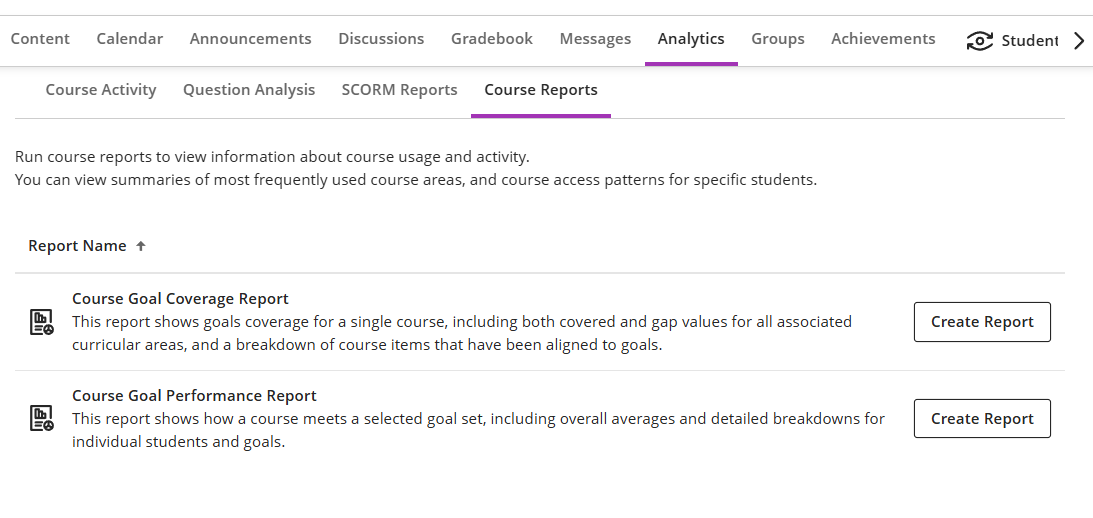 Content Calendar Announcements Discussions Gradebook Messages Analytics Groups Achievements Student
Course Activity Question Analysis SCORM Reports Course Reports
Run course reports to view information about course usage and activity.
You can view summaries of most frequently used course areas, and course access patterns for specific students.
Report Name
Course Goal Coverage Report
This report shows goals coverage for a single course, including both covered and gap values for all associated
curricular areas, and a breakdown of course items that have been aligned to goals.
Create Report
Course Goal Performance Report
This report shows how a course meets a selected goal set, including overall averages and detailed breakdowns for
individual students and goals.
Create Report